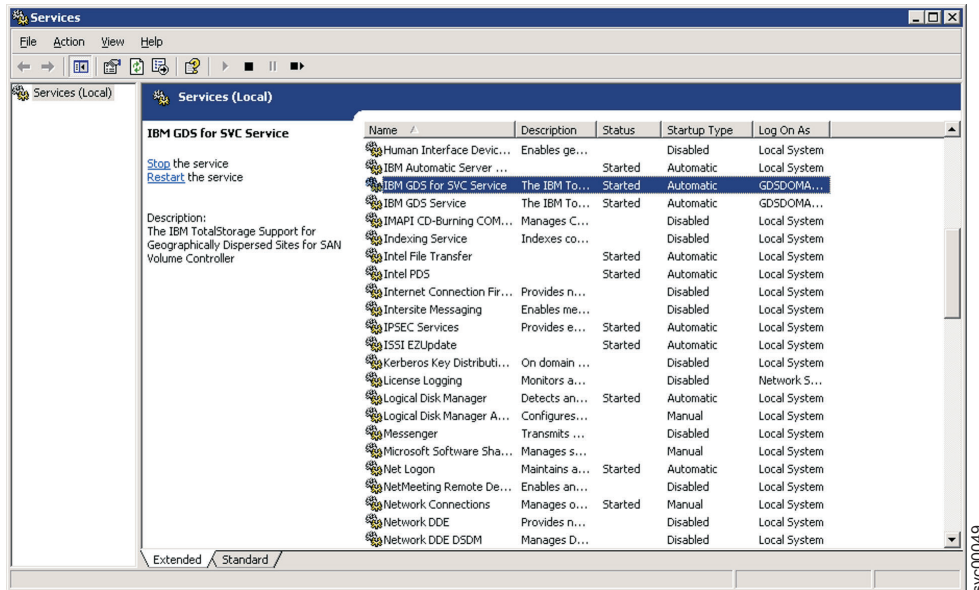 Services
File Action View Help
Services (Local)
Services (Local)
IBM GDS for SVC Service
Stop the service
Restart the service
Description:
The IBM TotalStorage Support for
Geographically Dispersed Sites for SAN
Volume Controller
Name Description Status Startup Type Log On As
Human Interface Devic... Enables ge... Disabled Local System
IBM Automatic Server ... Started Automatic Local System
IBM GDS for SVC Service The IBM To... Started Automatic GDSDOMA...
IBM GDS Service The IBM To... Started Automatic GDSDOMA...
IMAPI CD-Burning COM... Manages C... Disabled Local System
Indexing Service Indexes co... Disabled Local System
Intel File Transfer Started Automatic Local System
Intel PDS Started Automatic Local System
Internet Connection Fir... Provides n... Disabled Local System
Intersite Messaging Enables me... Disabled Local System
IPSEC Services Provides e... Started Automatic Local System
ISSI EZUpdate Started Automatic Local System
Kerberos Key Distributi... On domain ... Disabled Local System
License Logging Monitors a... Disabled Network S...
Logical Disk Manager Detects an... Started Automatic Local System
Logical Disk Manager A... Configures... Manual Local System
Messenger Transmits ... Disabled Local System
Microsoft Software Sha... Manages s... Manual Local System
Net Logon Maintains a... Started Automatic Local System
NetMeeting Remote De... Enables an... Disabled Local System
Network Connections Manages o... Started Manual Local System
Network DDE Provides n... Disabled Local System
Network DDE DSDM Manages D... Disabled Local System
Extended Standard
svc00049